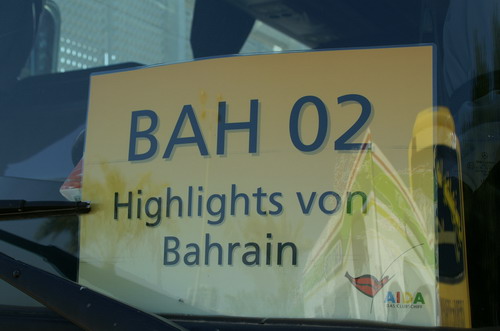 BAH 02
Highlights von
Bahrain
AIDA